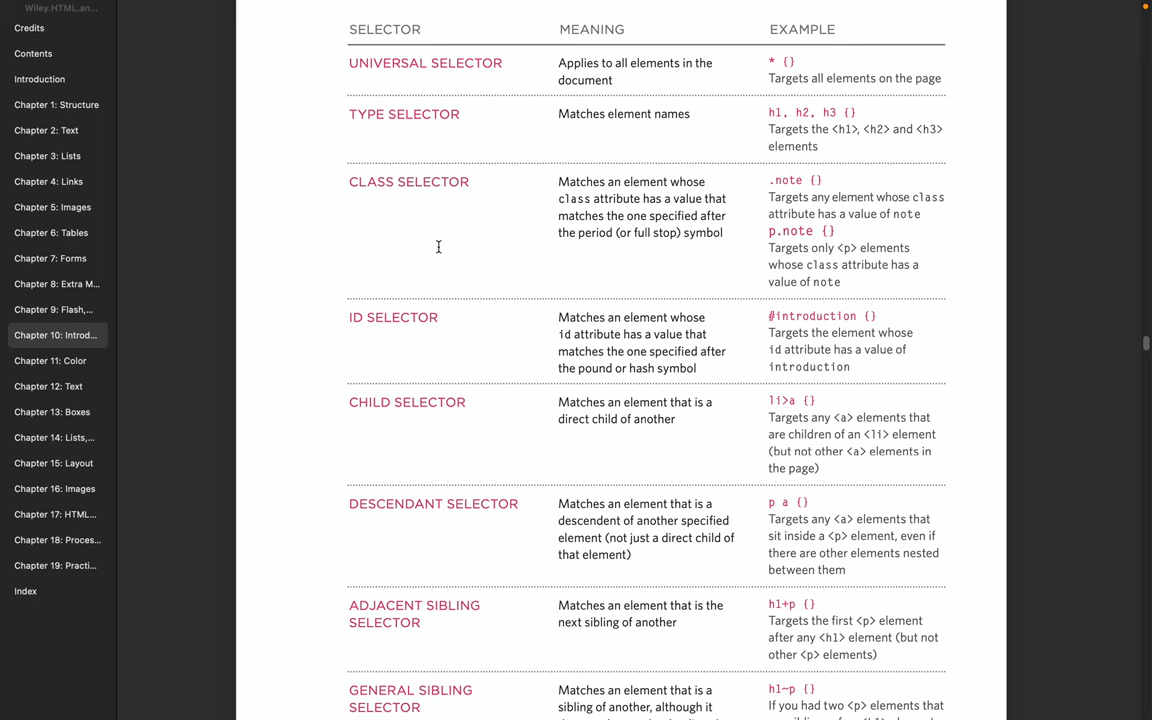 Wiley.HTML.an...
Credits
Contents
Introduction
Chapter 1: Structure
Chapter 2: Text
Chapter 3: Lists
Chapter 4: Links
Chapter 5: Images
Chapter 6: Tables
Chapter 7: Forms
Chapter 8: Extra M...
Chapter 9: Flash,...
Chapter 10: Introd...
Chapter 11: Color
Chapter 12: Text
Chapter 13: Boxes
Chapter 14: Lists,...
Chapter 15: Layout
Chapter 16: Images
Chapter 17: HTML...
Chapter 18: Proces...
Chapter 19: Practi...
Index
SELECTOR MEANING EXAMPLE
UNIVERSAL SELECTOR
Applies to all elements in the
document
* {}
Targets all elements on the page
TYPE SELECTOR
Matches element names
h1, h2, h3 {}
Targets the <h1>, <h2> and <h3>
elements
CLASS SELECTOR
Matches an element whose
class attribute has a value that
matches the one specified after
the period (or full stop) symbol
.note {}
Targets any element whose class
attribute has a value of note
p.note {}
Targets only <p> elements
whose class attribute has a
value of note
ID SELECTOR
Matches an element whose
id attribute has a value that
matches the one specified after
the pound or hash symbol
#introduction {}
Targets the element whose
id attribute has a value of
introduction
CHILD SELECTOR
Matches an element that is a
direct child of another
li>a {}
Targets any <a> elements that
are children of an <li> element
(but not other <a> elements in
the page)
DESCENDANT SELECTOR
Matches an element that is a
descendent of another specified
element (not just a direct child of
that element)
p a {}
Targets any <a> elements that
sit inside a <p> element, even if
there are other elements nested
between them
ADJACENT SIBLING
SELECTOR
Matches an element that is the
next sibling of another
h1+p {}
Targets the first <p> element
after any <h1> element (but not
other <p> elements)
GENERAL SIBLING
SELECTOR
Matches an element that is a
sibling of another, although it
h1~p {}
If you had two <p> elements that